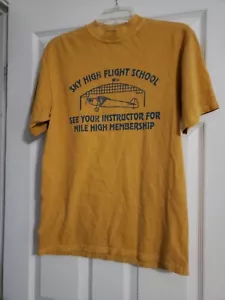 SKY HIGH FLIGHT SCHOOL
SEE YOUR INSTRUCTOR FOR
MILE HIGH MEMBERSHIP